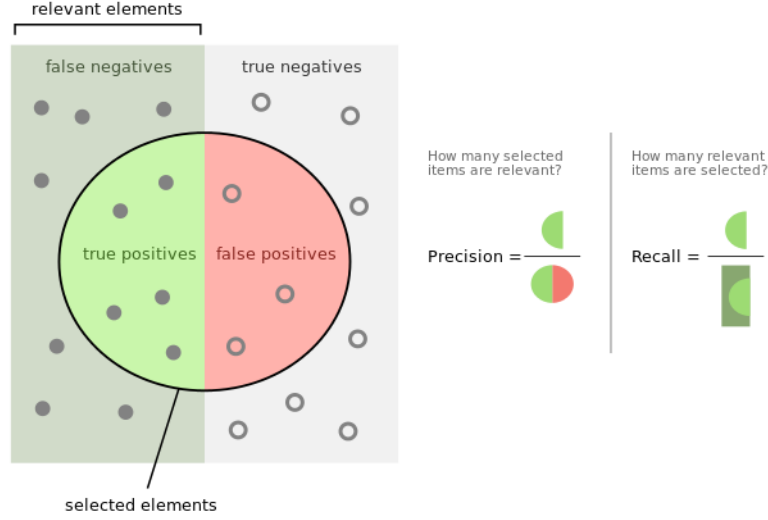 relevant elements
false negatives
true negatives
true positives
false positives
selected elements
How many selected
items are relevant?
Precision =
How many relevant
items are selected?
Recall =